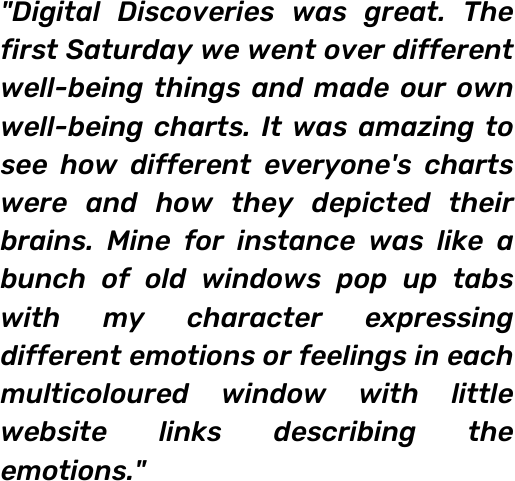 "Digital Discoveries was great. The
first Saturday we went over different
well-being things and made our own
well-being charts. It was amazing to
see how different everyone's charts
were and how they depicted their
brains. Mine for instance was like a
bunch of old windows pop up tabs
with my character expressing
different emotions or feelings in each
multicoloured window with little
website links describing the
emotions."